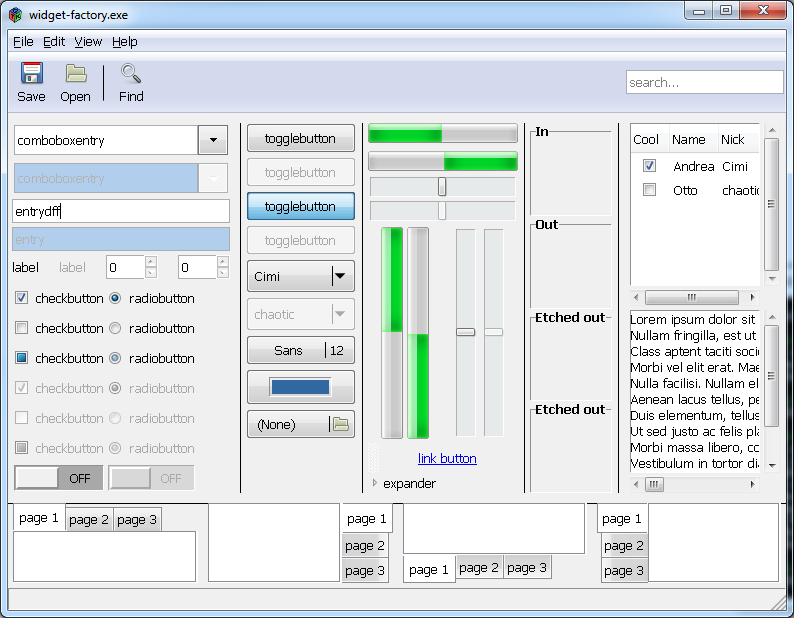 widget-factory.exe
File Edit View Help
Save Open Find
search...
comboboxentry
comboboxentry
entrydff
entry
label label 0 0
checkbutton radiobutton
checkbutton radiobutton
checkbutton radiobutton
checkbutton radiobutton
checkbutton radiobutton
checkbutton radiobutton
OFF OFF
togglebutton
togglebutton
togglebutton
togglebutton
Cimi
chaotic
Sans 12
(None)
link button
expander
In
Out
Etched out
Etched out
Cool Name Nick
Andrea Cimi
Otto chaotic
Lorem ipsum dolor sit
Nullam fringilla, est ut
Class aptent taciti soci
Morbi vel elit erat. Mae
Nulla facilisi. Nullam el
Aenean lacus tellus, pe
Duis elementum, tellus
Ut sed justo ac felis pla
Morbi massa libero, co
Vestibulum in tortor di
page 1 page 2 page 3
page 1
page 2
page 3
page 1 page 2 page 3
page 1
page 2
page 3